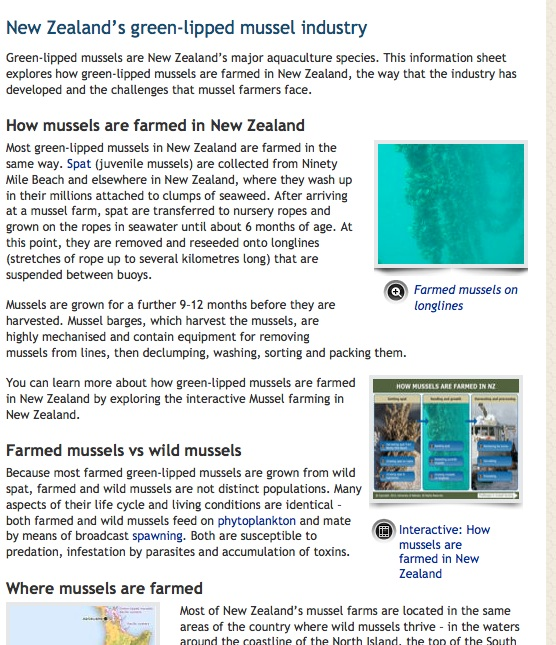 New Zealand’s green-lipped mussel industry
Green-lipped mussels are New Zealand’s major aquaculture species. This information sheet
explores how green-lipped mussels are farmed in New Zealand, the way that the industry has
developed and the challenges that mussel farmers face.
How mussels are farmed in New Zealand
Most green-lipped mussels in New Zealand are farmed in the
same way. Spat (juvenile mussels) are collected from Ninety
Mile Beach and elsewhere in New Zealand, where they wash up
in their millions attached to clumps of seaweed. After arriving
at a mussel farm, spat are transferred to nursery ropes and
grown on the ropes in seawater until about 6 months of age. At
this point, they are removed and reseeded onto longlines
(stretches of rope up to several kilometres long) that are
suspended between buoys.
Farmed mussels on
longlines
Mussels are grown for a further 9–12 months before they are
harvested. Mussel barges, which harvest the mussels, are
highly mechanised and contain equipment for removing
mussels from lines, then declumping, washing, sorting and packing them.
You can learn more about how green-lipped mussels are farmed
in New Zealand by exploring the interactive Mussel farming in
New Zealand.
HOW MUSSELS ARE FARMED IN NZ
Interactive: How
mussels are
farmed in New
Zealand
Farmed mussels vs wild mussels
Because most farmed green-lipped mussels are grown from wild
spat, farmed and wild mussels are not distinct populations. Many
aspects of their life cycle and living conditions are identical –
both farmed and wild mussels feed on phytoplankton and mate
by means of broadcast spawning. Both are susceptible to
predation, infestation by parasites and accumulation of toxins.
Where mussels are farmed
Most of New Zealand’s mussel farms are located in the same
areas of the country where wild mussels thrive – in the waters
around the coastline of the North Island, the top of the South